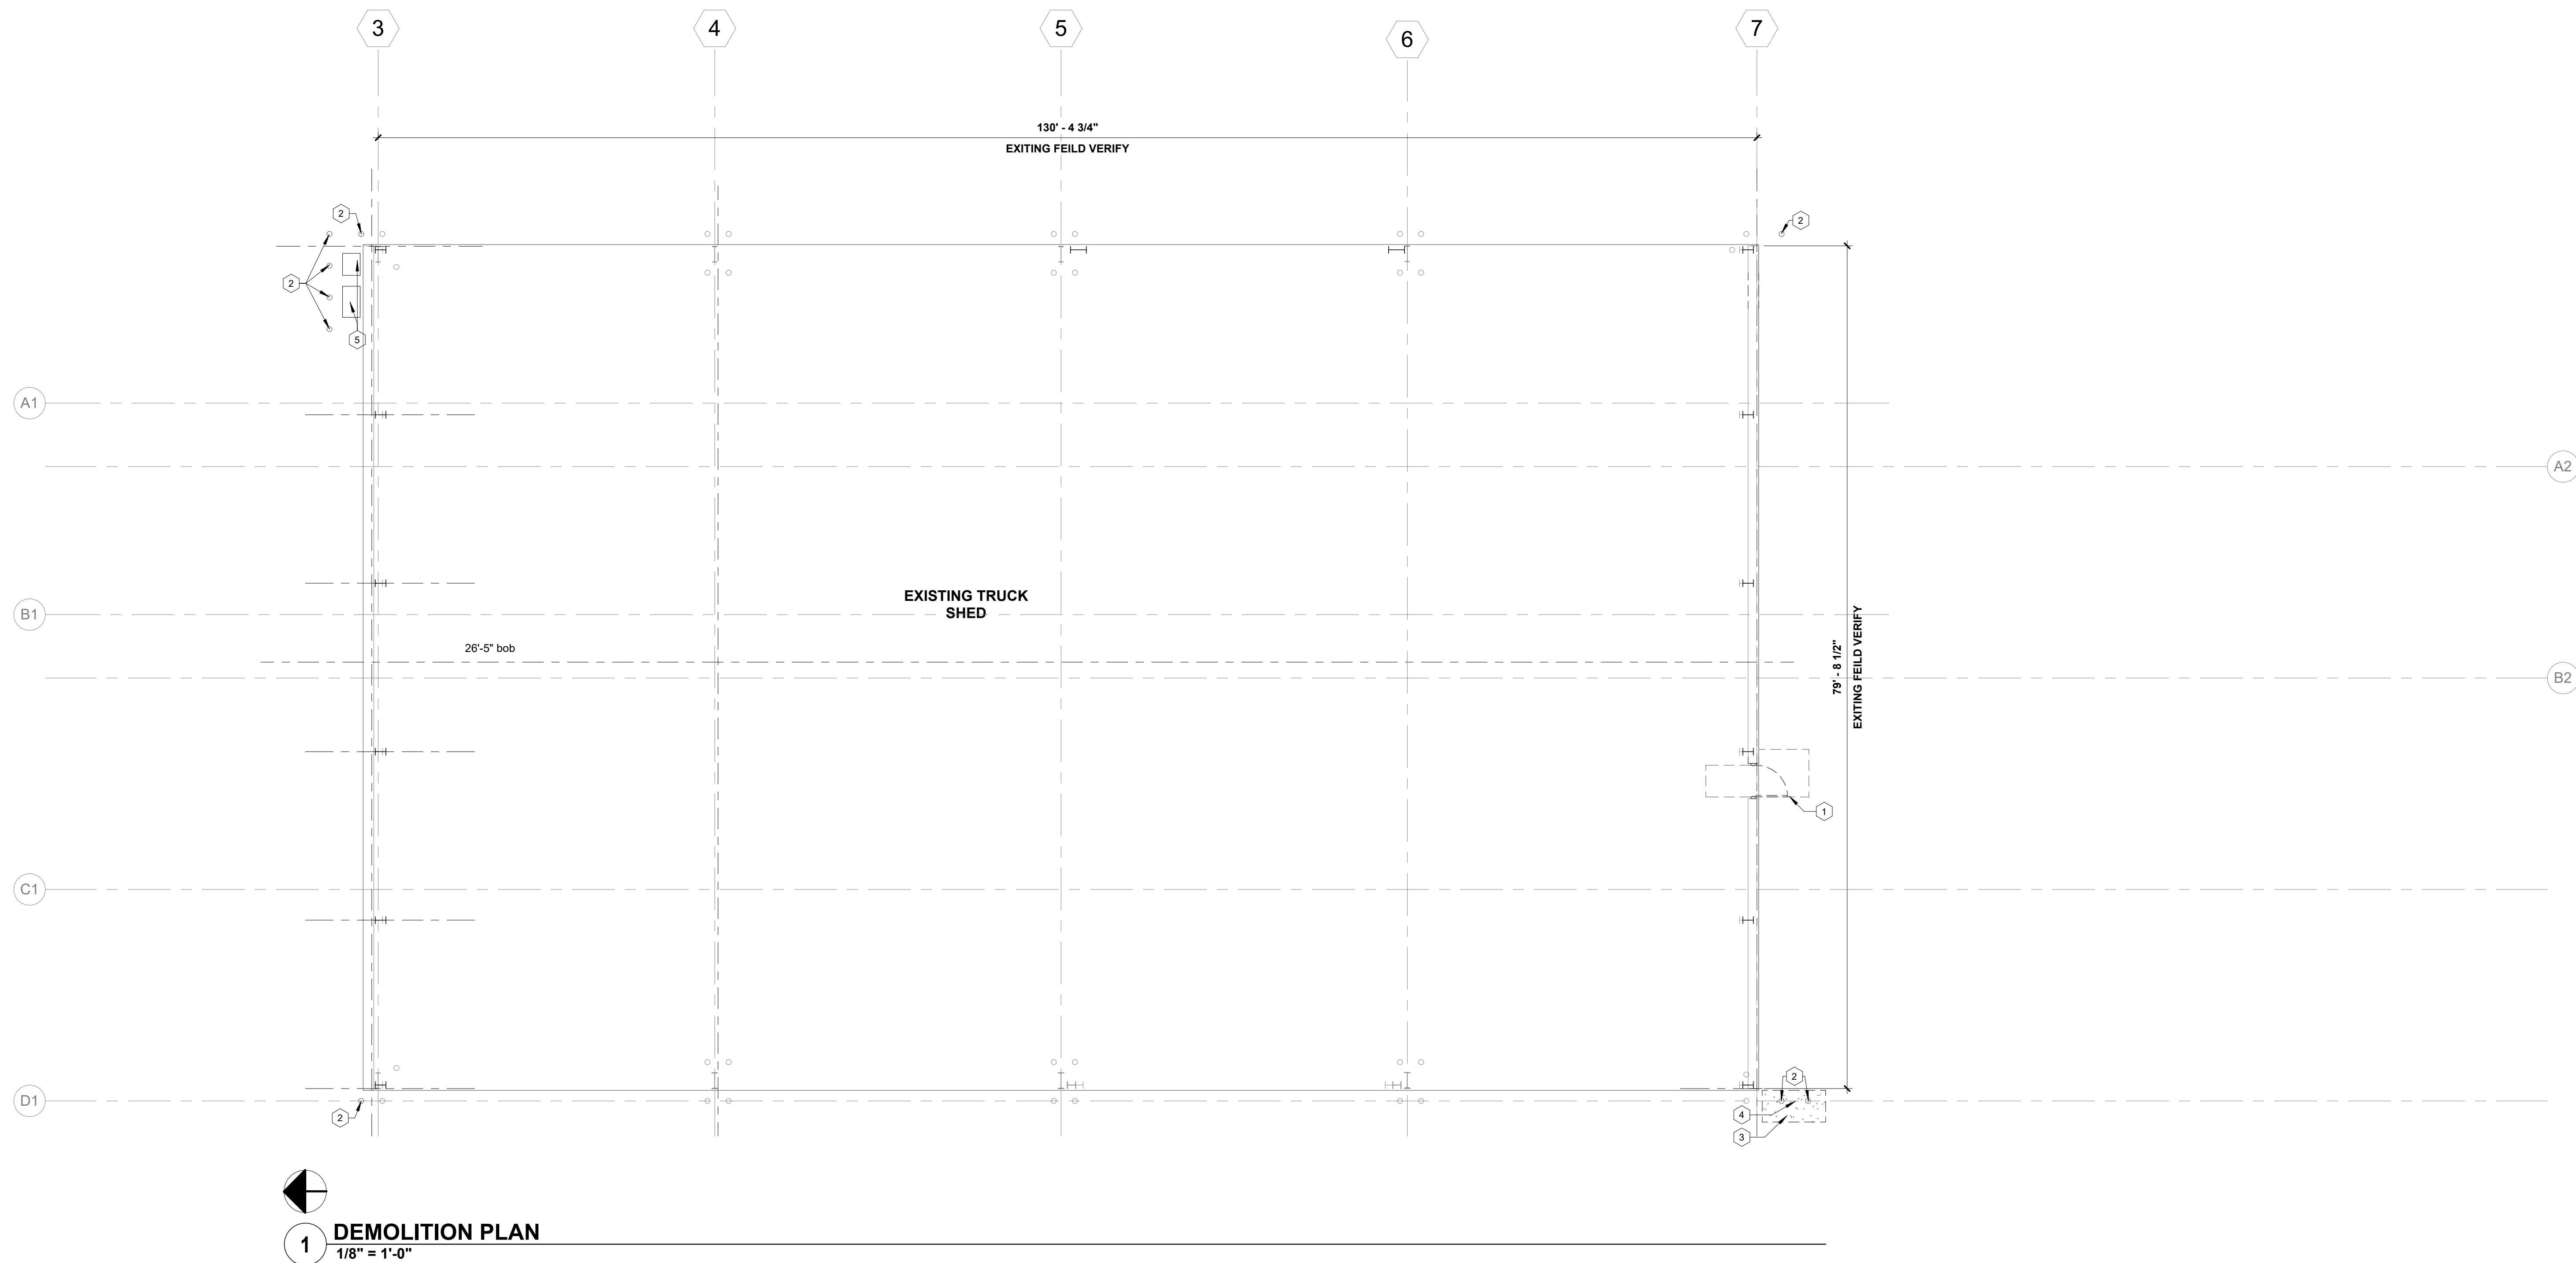 3
4
5
6
7
130' - 4 3/4"
EXITING FEILD VERIFY
2
2
2
5
A1
A2
EXISTING TRUCK
SHED
B1
26'-5" bob
79' - 8 1/2"
EXITING FEILD VERIFY
B2
1
C1
2
D1
2
4
3
1
DEMOLITION PLAN
1/8" = 1'-0"